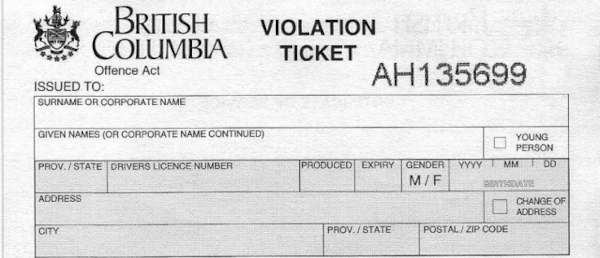 BRITISH
COLUMBIA
Offence Act
VIOLATION
TICKET
AH135699
ISSUED TO:
SURNAME OR CORPORATE NAME
GIVEN NAMES (OR CORPORATE NAME CONTINUED)
YOUNG
PERSON
PROV. / STATE DRIVERS LICENCE NUMBER PRODUCED EXPIRY GENDER YYYY MM DD
M / F BIRTHDATE
ADDRESS
CHANGE OF
ADDRESS
CITY PROV. / STATE POSTAL / ZIP CODE